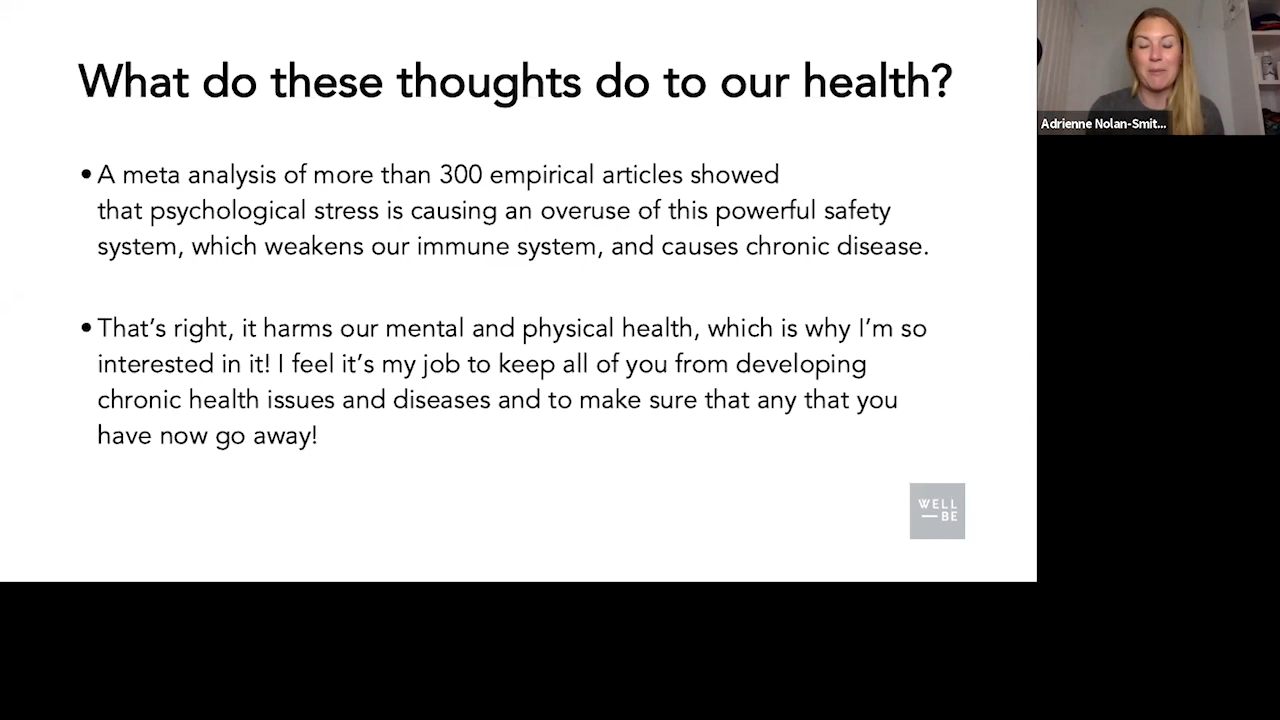 What do these thoughts do to our health?
• A meta analysis of more than 300 empirical articles showed
that psychological stress is causing an overuse of this powerful safety
system, which weakens our immune system, and causes chronic disease.
• That’s right, it harms our mental and physical health, which is why I’m so
interested in it! I feel it’s my job to keep all of you from developing
chronic health issues and diseases and to make sure that any that you
have now go away!
WELL
—BE
Adrienne Nolan-Smit...